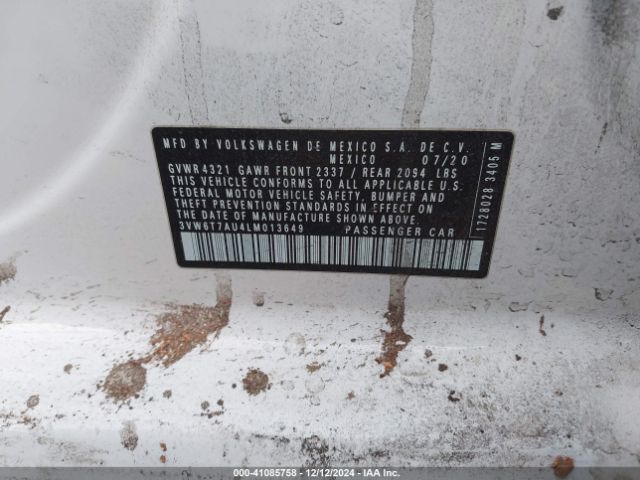 MFD BY VOLKSWAGEN DE MEXICO S.A. DE C.V.
MEXICO 07/20
GVWR 4321 GAWR FRONT 2337 / REAR 2094 LBS
THIS VEHICLE CONFORMS TO ALL APPLICABLE U.S.
FEDERAL MOTOR VEHICLE SAFETY, BUMPER AND
THEFT PREVENTION STANDARDS IN EFFECT ON
THE DATE OF MANUFACTURE SHOWN ABOVE.
3VW6T7AU4LM013649 PASSENGER CAR
1728028 3405 M
000-41085758 - 12/12/2024 - IAA Inc.